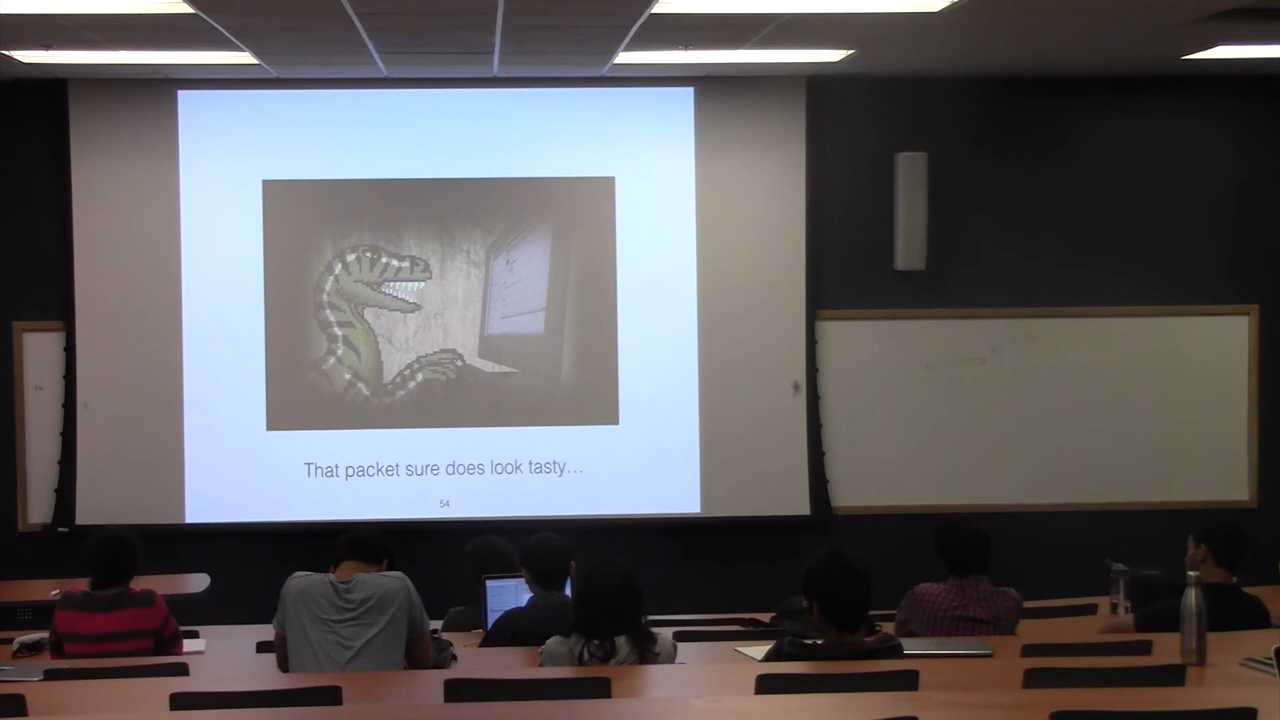 That packet sure does look tasty…
54